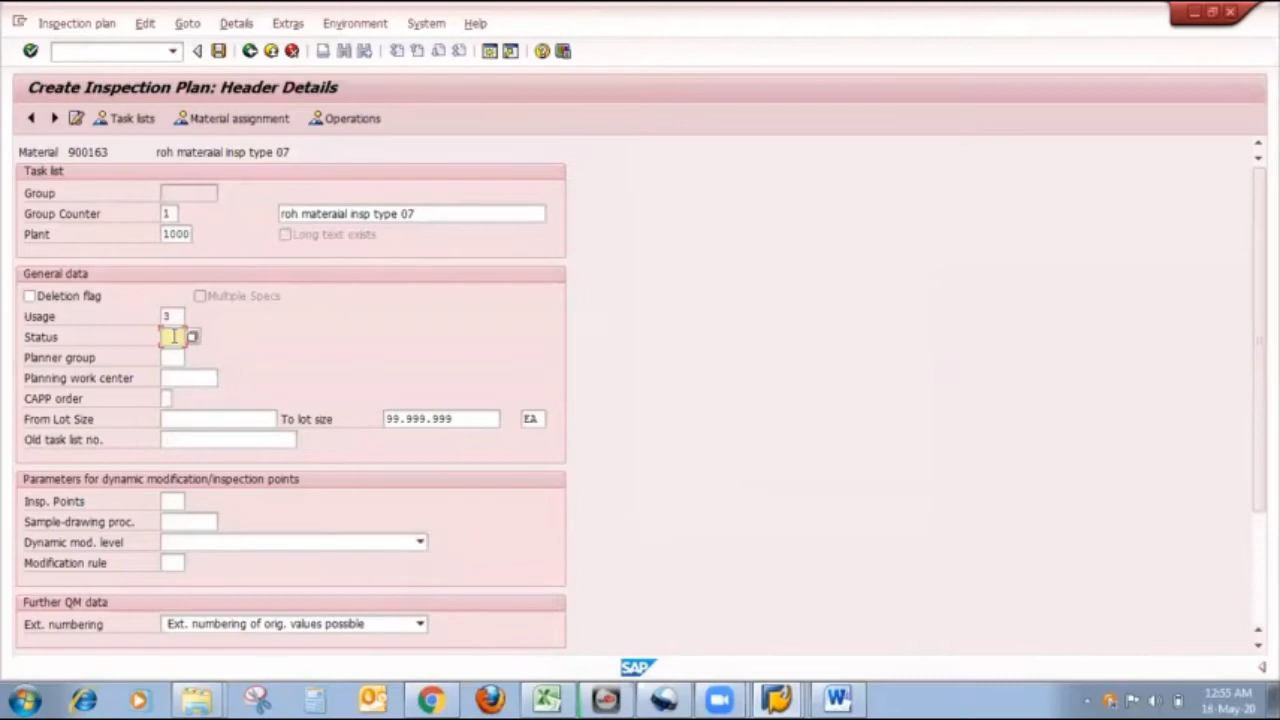 Inspection plan Edit Goto Details Extras Environment System Help
Create Inspection Plan: Header Details
Task lists Material assignment Operations
Material 900163 roh materaial insp type 07
Task list
Group
Group Counter 1 roh materaial insp type 07
Plant 1000 Long text exists
General data
Deletion flag Multiple Specs
Usage 3
Status
Planner group
Planning work center
CAPP order
From Lot Size To lot size 99.999.999 EA
Old task list no.
Parameters for dynamic modification/inspection points
Insp. Points
Sample-drawing proc.
Dynamic mod. level
Modification rule
Further QM data
Ext. numbering Ext. numbering of orig. values possible
SAP
12:55 AM
18-May-20